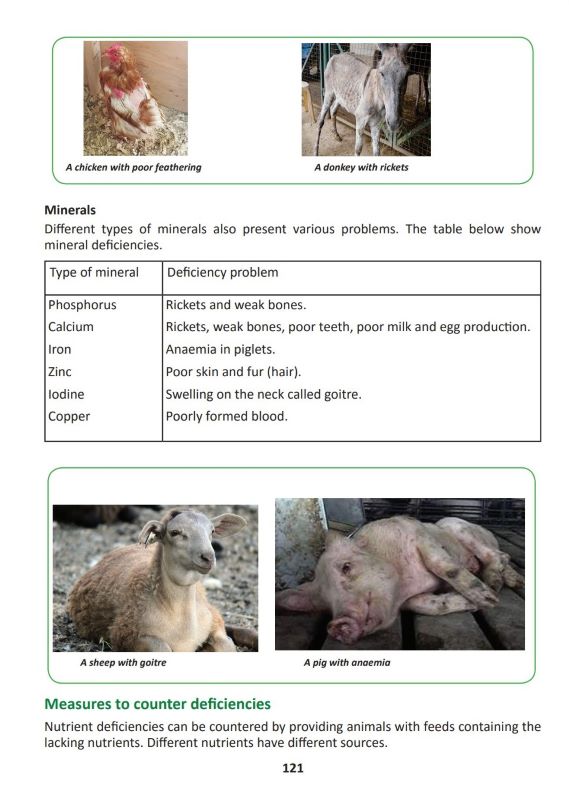 A chicken with poor feathering
A donkey with rickets
Minerals
Different types of minerals also present various problems. The table below show
mineral deficiencies.
Type of mineral Deficiency problem
Phosphorus Rickets and weak bones.
Calcium Rickets, weak bones, poor teeth, poor milk and egg production.
Iron Anaemia in piglets.
Zinc Poor skin and fur (hair).
Iodine Swelling on the neck called goitre.
Copper Poorly formed blood.
A sheep with goitre
A pig with anaemia
Measures to counter deficiencies
Nutrient deficiencies can be countered by providing animals with feeds containing the
lacking nutrients. Different nutrients have different sources.
121